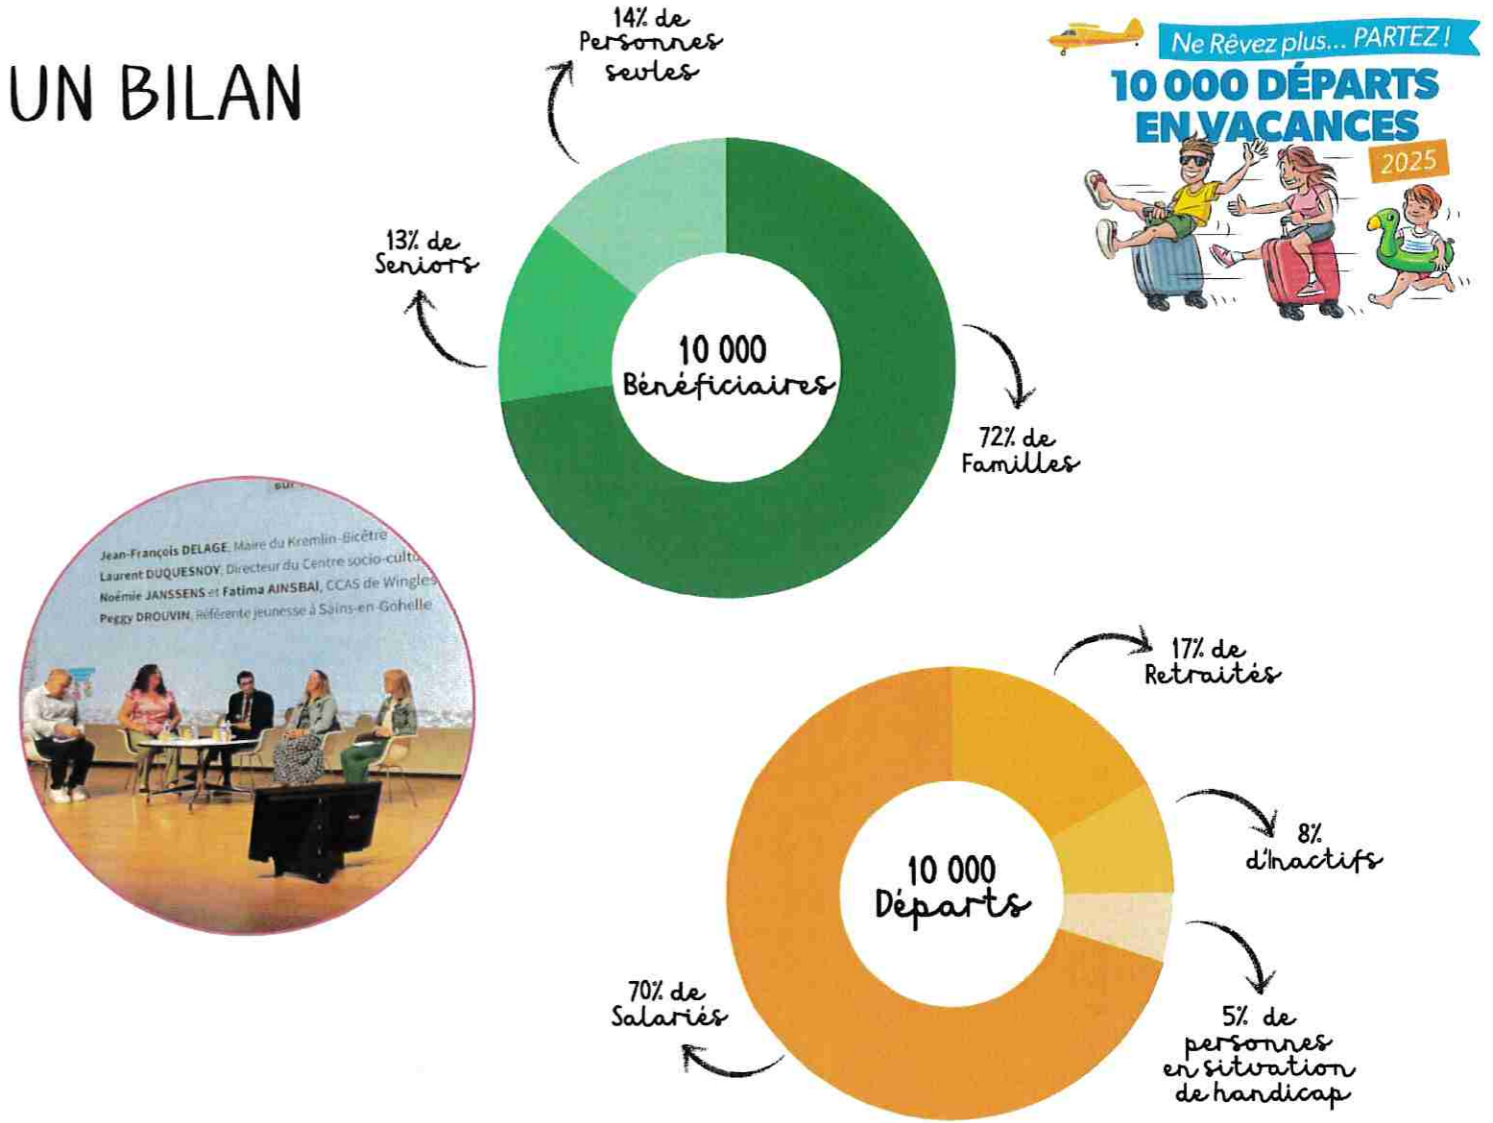 UN BILAN
14% de
Personnes
seules
Ne Rêvez plus... PARTEZ !
10 000 DÉPARTS
EN VACANCES
2025
13% de
Seniors
10 000
Bénéficiaires
72% de
Familles
sur
Jean-François DELAGE, Maire du Kremlin-Bicêtre
Laurent DUQUESNOY, Directeur du Centre socio-cultu
Noémie JANSSENS et Fatima AINSBAI, CCAS de Wingles
Peggy DROUVIN, Référente jeunesse à Sains-en-Gohelle
17% de
Retraités
8%
d'Inactifs
10 000
Départs
70% de
Salariés
5% de
personnes
en situation
de handicap